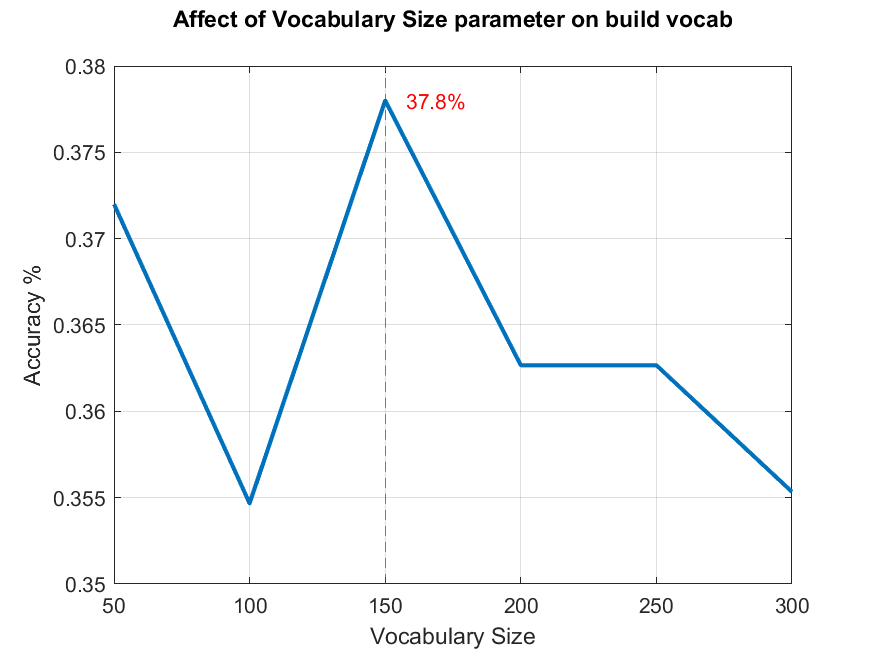 Affect of Vocabulary Size parameter on build vocab
0.38
37.8%
0.375
0.37
0.365
0.36
0.355
0.35
Accuracy %
50 100 150 200 250 300
Vocabulary Size